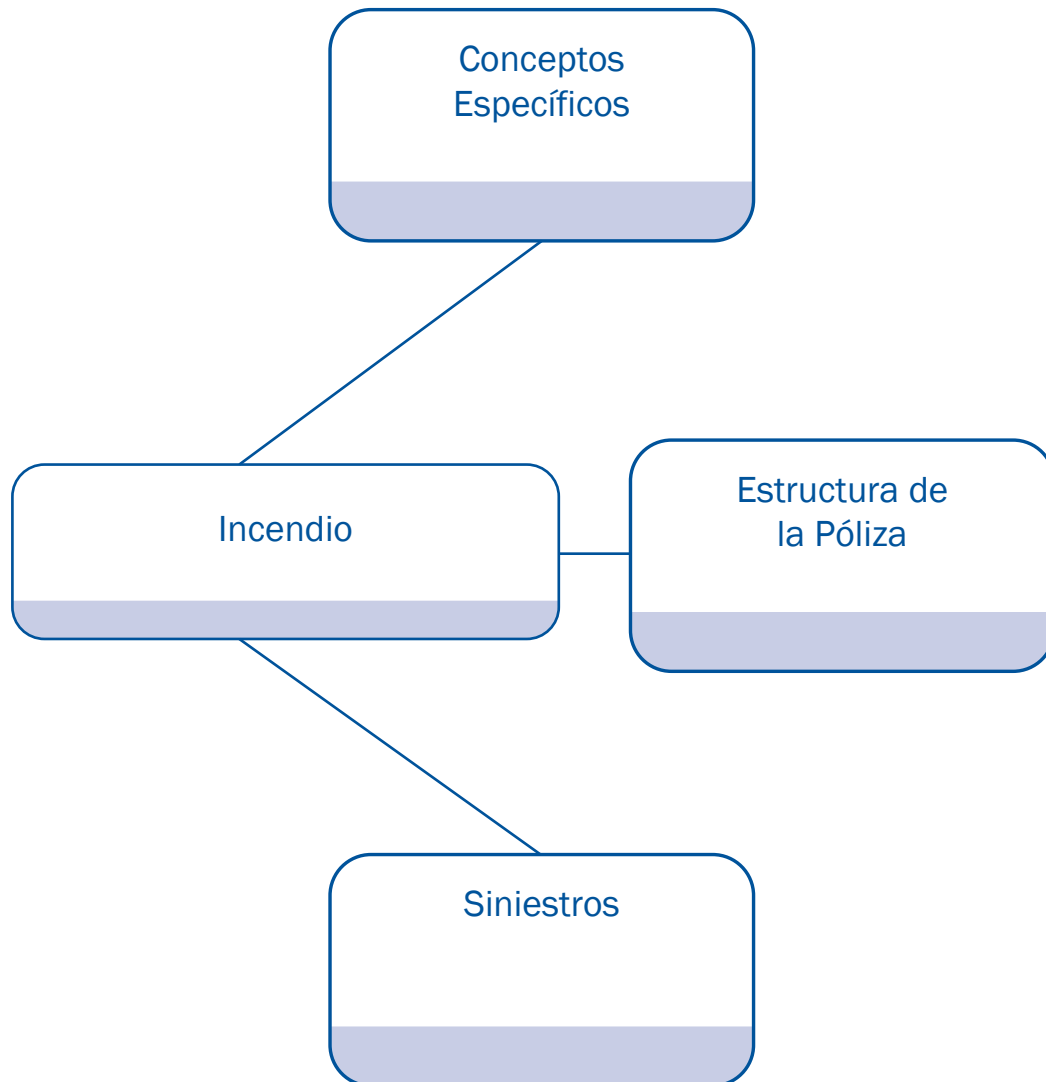 Conceptos
Específicos
Incendio
Estructura de
la Póliza
Siniestros